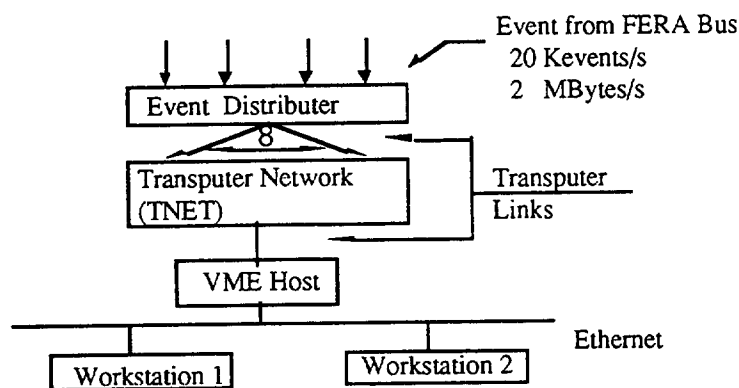 Event from FERA Bus
20 Kevents/s
2 MBytes/s
Event Distributer
8
Transputer Network
(TNET)
Transputer
Links
VME Host
Ethernet
Workstation 1
Workstation 2